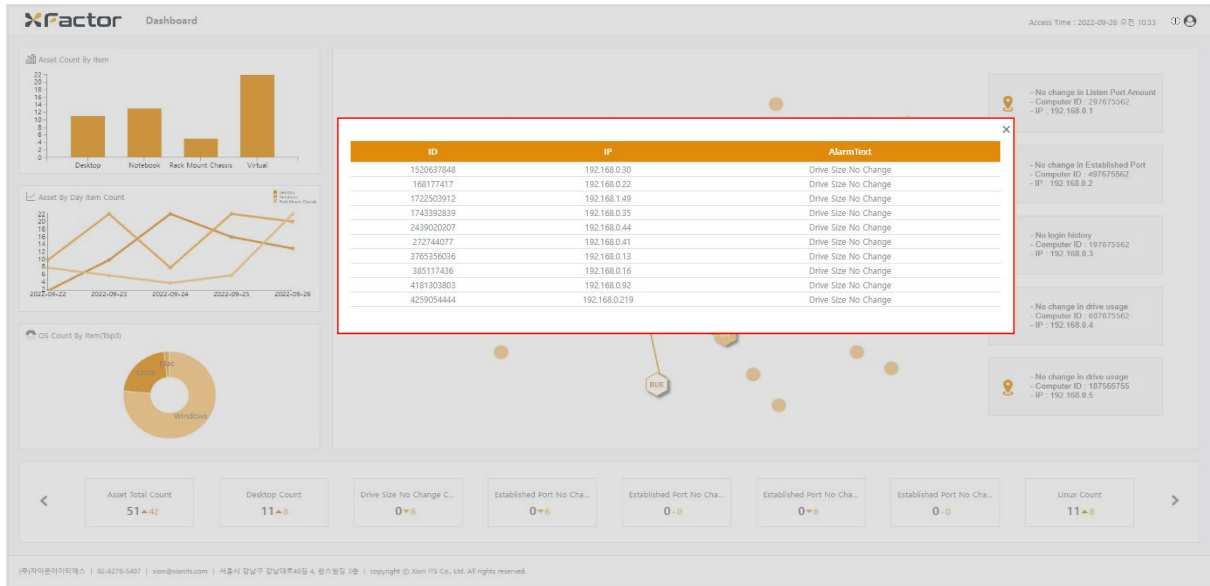 XFactor Dashboard
Access Time : 2022-09-26 오전 10:33
Asset Count By Item
22
20
18
16
14
12
10
8
6
4
2
0
Desktop Notebook Rack Mount Chassis Virtual
Asset By Day Item Count
Desktop
Notebook
Rack Mount Chassis
22
20
18
16
14
12
10
8
6
4
2
2022-09-22 2022-09-23 2022-09-24 2022-09-25 2022-09-26
OS Count By Item(Top3)
Mac
Linux
Windows
ID IP AlarmText
1520637848 192.168.0.30 Drive Size No Change
168177417 192.168.0.22 Drive Size No Change
1722503912 192.168.1.49 Drive Size No Change
1743392839 192.168.0.35 Drive Size No Change
2439020207 192.168.0.44 Drive Size No Change
272744077 192.168.0.41 Drive Size No Change
3765356036 192.168.0.13 Drive Size No Change
385117436 192.168.0.16 Drive Size No Change
4181303803 192.168.0.92 Drive Size No Change
4259054444 192.168.0.219 Drive Size No Change
RUE
- No change in Listen Port Amount
- Computer ID : 297675562
- IP : 192.168.0.1
- No change in Established Port
- Computer ID : 497675562
- IP : 192.168.0.2
- No login history
- Computer ID : 197675562
- IP : 192.168.0.3
- No change in drive usage
- Computer ID : 697675562
- IP : 192.168.0.4
- No change in drive usage
- Computer ID : 187565755
- IP : 192.168.0.5
Asset Total Count
51▲42
Desktop Count
11▲8
Drive Size No Change C...
0▼6
Established Port No Cha...
0▼6
Established Port No Cha...
0-0
Established Port No Cha...
0▼6
Established Port No Cha...
0-0
Linux Count
11▲8
(주)자이온아이티에스 | 02-6276-5407 | xion@xionits.com | 서울시 강남구 강남대로40길 4, 3층 | copyright ⓒ Xion ITS Co., Ltd. All rights reserved.